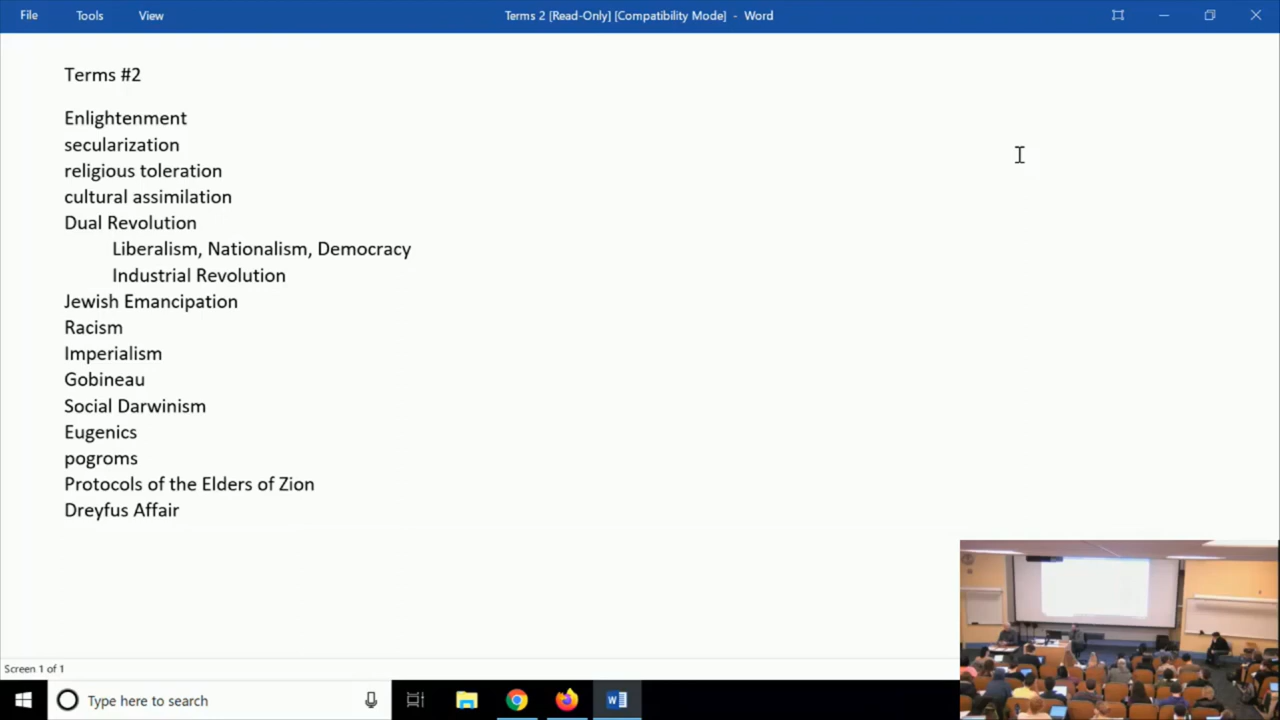 File Tools View Terms 2 [Read-Only] [Compatibility Mode] - Word
Terms #2
Enlightenment
secularization
religious toleration
cultural assimilation
Dual Revolution
Liberalism, Nationalism, Democracy
Industrial Revolution
Jewish Emancipation
Racism
Imperialism
Gobineau
Social Darwinism
Eugenics
pogroms
Protocols of the Elders of Zion
Dreyfus Affair
Screen 1 of 1
Type here to search